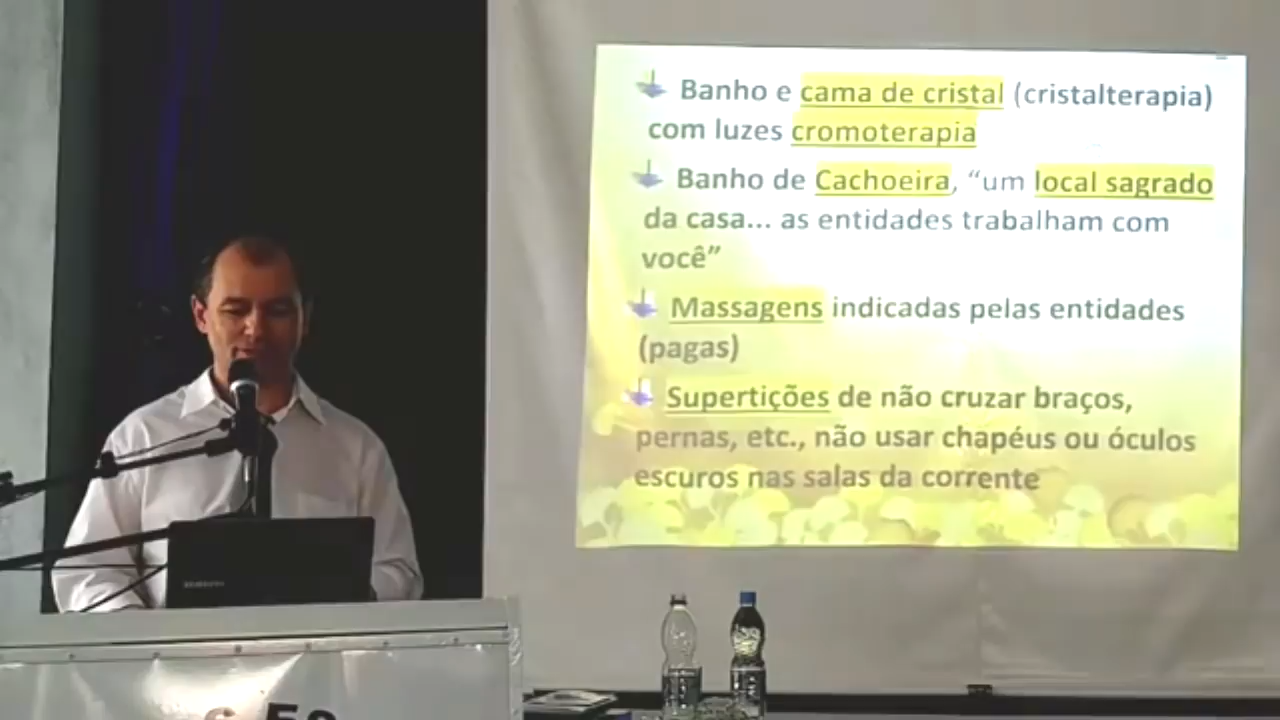 Banho e cama de cristal (cristalterapia)
com luzes cromoterapia
Banho de Cachoeira, “um local sagrado
da casa... as entidades trabalham com
você”
Massagens indicadas pelas entidades
(pagas)
Supertições de não cruzar braços,
pernas, etc., não usar chapéus ou óculos
escuros nas salas da corrente
SAMSUNG